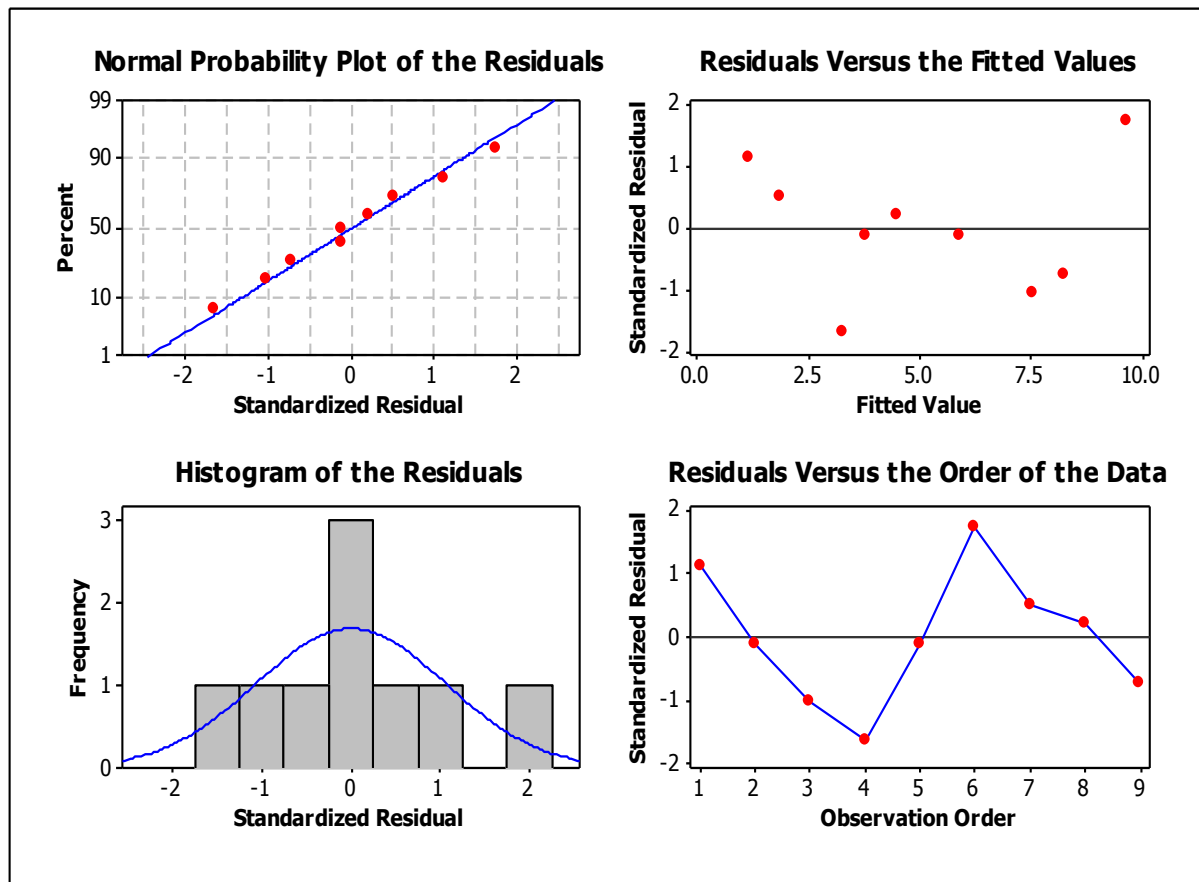 Normal Probability Plot of the Residuals
99
90
50
10
1
Percent
-2 -1 0 1 2
Standardized Residual
Residuals Versus the Fitted Values
2
1
0
-1
-2
Standardized Residual
0.0 2.5 5.0 7.5 10.0
Fitted Value
Histogram of the Residuals
3
2
1
0
Frequency
-2 -1 0 1 2
Standardized Residual
Residuals Versus the Order of the Data
2
1
0
-1
-2
Standardized Residual
1 2 3 4 5 6 7 8 9
Observation Order